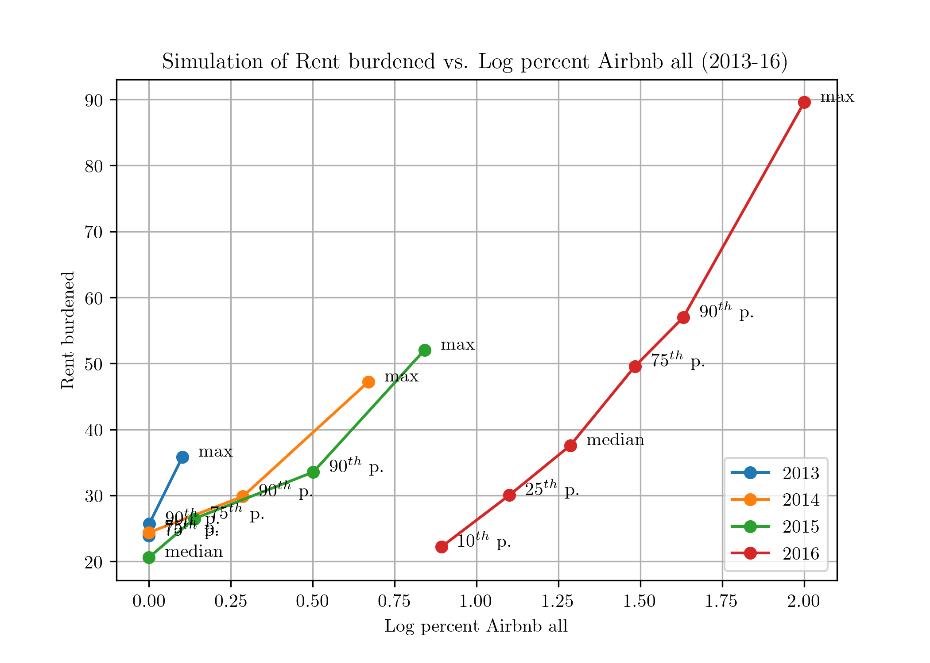 Simulation of Rent burdened vs. Log percent Airbnb all (2013-16)
90
80
70
60
50
40
30
20
Rent burdened
max
90th p.
75th p.
median
25th p.
10th p.
max
90th p.
75th p.
median
max
90th p.
75th p.
max
90th p.
75th p.
2013
2014
2015
2016
0.00 0.25 0.50 0.75 1.00 1.25 1.50 1.75 2.00
Log percent Airbnb all